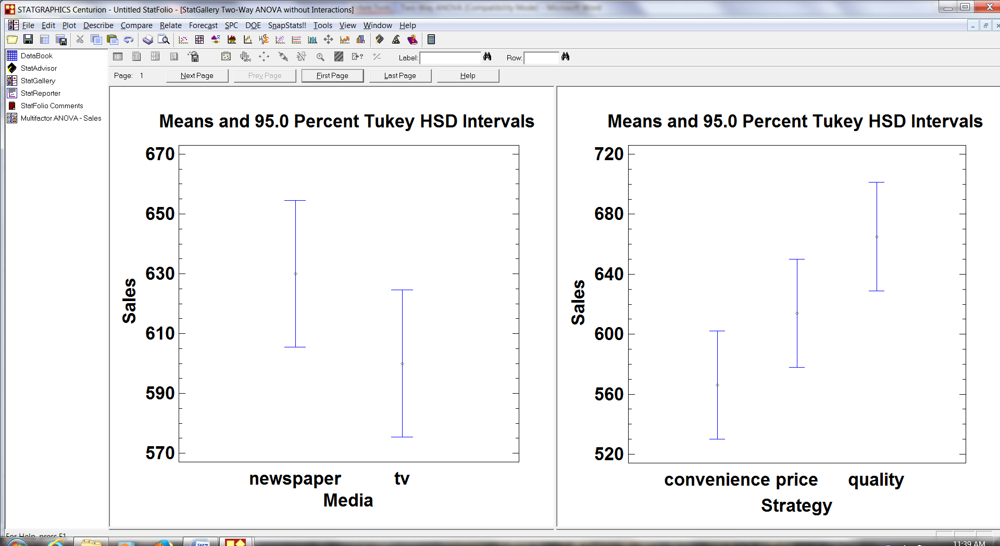 STATGRAPHICS Centurion - Untitled StatFolio - [StatGallery Two-Way ANOVA without Interactions]
File Edit Plot Describe Compare Relate Forecast SPC DOE SnapStats!! Tools View Window Help
DataBook
StatAdvisor
StatGallery
StatReporter
StatFolio Comments
Multifactor ANOVA - Sales
Label: Row:
Page: 1 Next Page Prev Page First Page Last Page Help
Means and 95.0 Percent Tukey HSD Intervals
670
650
630
610
590
570
Sales
newspaper tv
Media
Means and 95.0 Percent Tukey HSD Intervals
720
680
640
600
560
520
Sales
convenience price quality
Strategy
For Help, press F1
11:39 AM